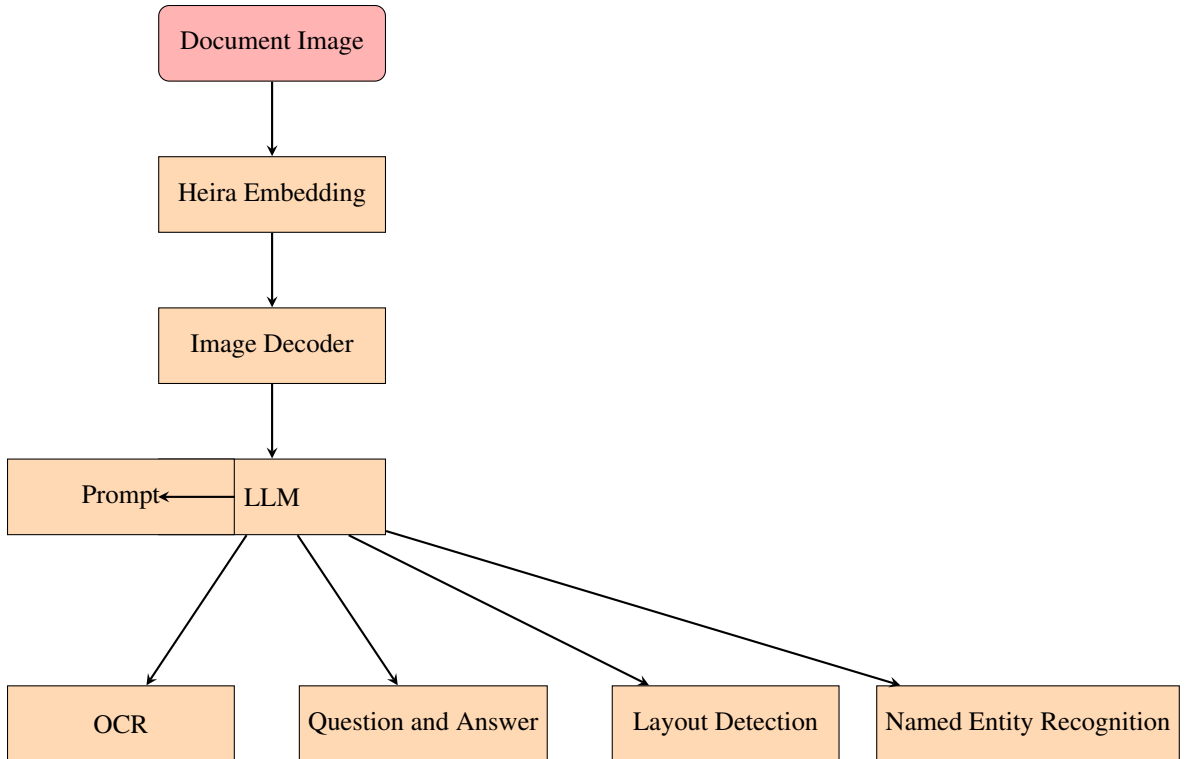 Document Image
Heira Embedding
Image Decoder
Prompt
LLM
OCR
Question and Answer
Layout Detection
Named Entity Recognition